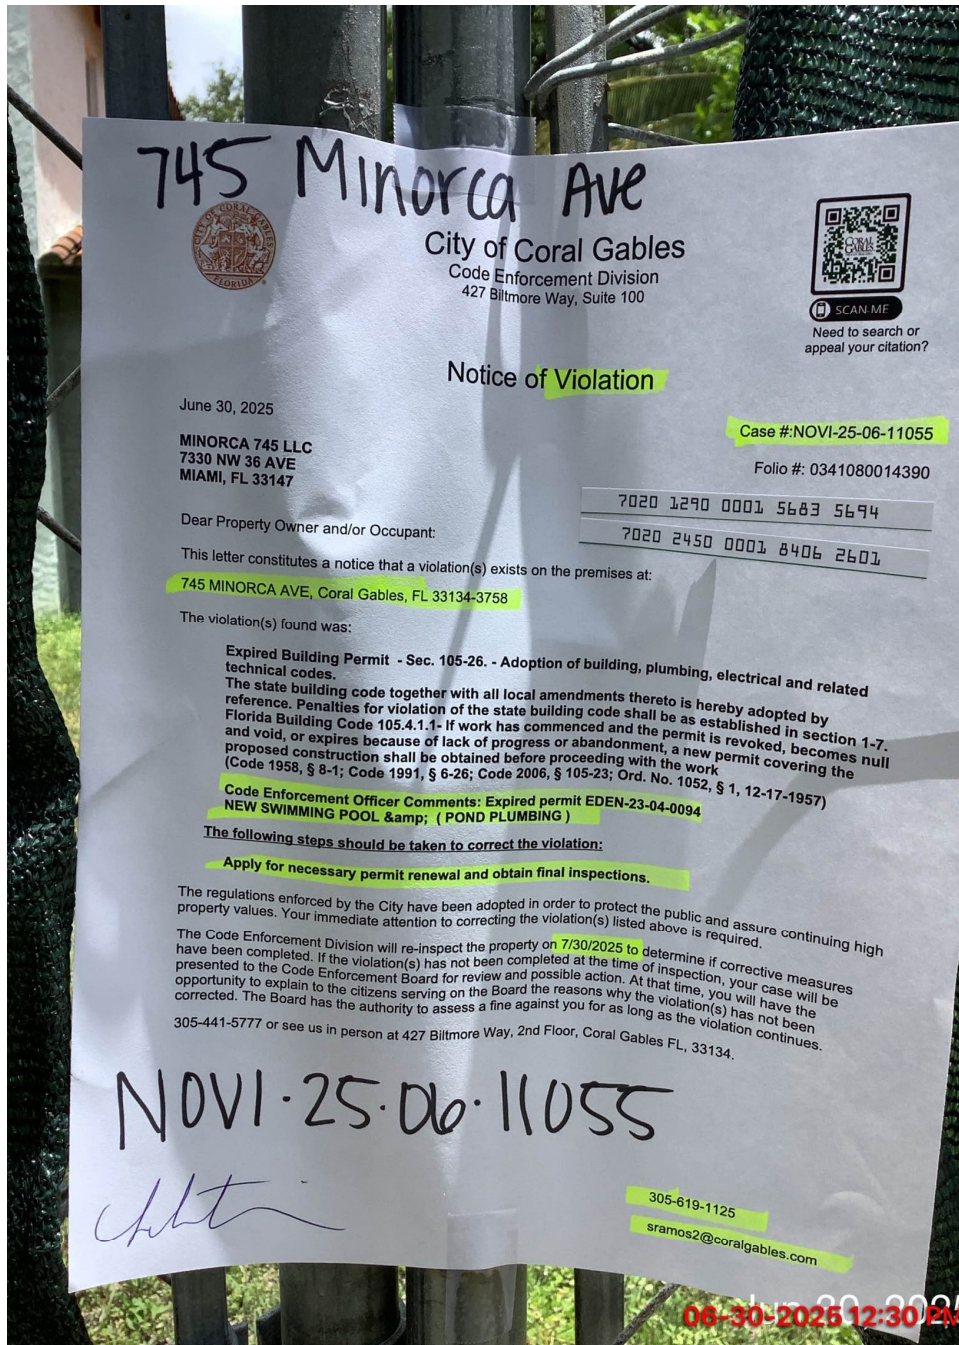 745 Minorca Ave
CITY OF CORAL GABLES
FLORIDA
City of Coral Gables
Code Enforcement Division
427 Biltmore Way, Suite 100
CORAL GABLES
SCAN ME
Need to search or
appeal your citation?
Notice of Violation
June 30, 2025
Case #:NOVI-25-06-11055
MINORCA 745 LLC
7330 NW 36 AVE
MIAMI, FL 33147
Folio #: 0341080014390
7020 1290 0001 5683 5694
7020 2450 0001 8406 2601
Dear Property Owner and/or Occupant:
This letter constitutes a notice that a violation(s) exists on the premises at:
745 MINORCA AVE, Coral Gables, FL 33134-3758
The violation(s) found was:
Expired Building Permit - Sec. 105-26. - Adoption of building, plumbing, electrical and related
technical codes.
The state building code together with all local amendments thereto is hereby adopted by
reference. Penalties for violation of the state building code shall be as established in section 1-7.
Florida Building Code 105.4.1.1- If work has commenced and the permit is revoked, becomes null
and void, or expires because of lack of progress or abandonment, a new permit covering the
proposed construction shall be obtained before proceeding with the work
(Code 1958, § 8-1; Code 1991, § 6-26; Code 2006, § 105-23; Ord. No. 1052, § 1, 12-17-1957)
Code Enforcement Officer Comments: Expired permit EDEN-23-04-0094
NEW SWIMMING POOL &amp; ( POND PLUMBING )
The following steps should be taken to correct the violation:
Apply for necessary permit renewal and obtain final inspections.
The regulations enforced by the City have been adopted in order to protect the public and assure continuing high
property values. Your immediate attention to correcting the violation(s) listed above is required.
The Code Enforcement Division will re-inspect the property on 7/30/2025 to determine if corrective measures
have been completed. If the violation(s) has not been completed at the time of inspection, your case will be
presented to the Code Enforcement Board for review and possible action. At that time, you will have the
opportunity to explain to the citizens serving on the Board the reasons why the violation(s) has not been
corrected. The Board has the authority to assess a fine against you for as long as the violation continues.
305-441-5777 or see us in person at 427 Biltmore Way, 2nd Floor, Coral Gables FL, 33134.
NOVI-25-06-11055
305-619-1125
sramos2@coralgables.com
06-30-2025 12:30 PM